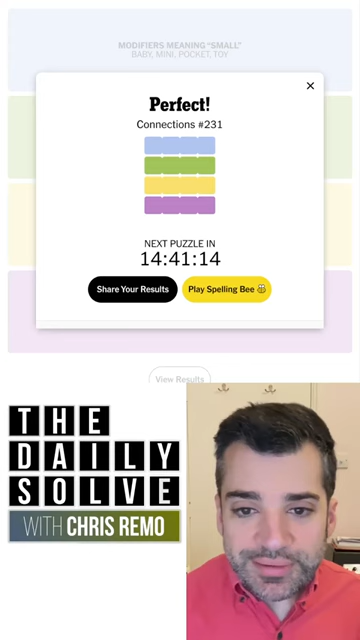 MODIFIERS MEANING "SMALL"
BABY, MINI, POCKET, TOY
Perfect!
Connections #231
NEXT PUZZLE IN
14:41:14
Share Your Results
Play Spelling Bee
View Results
THE
DAILY
SOLVE
WITH CHRIS REMO